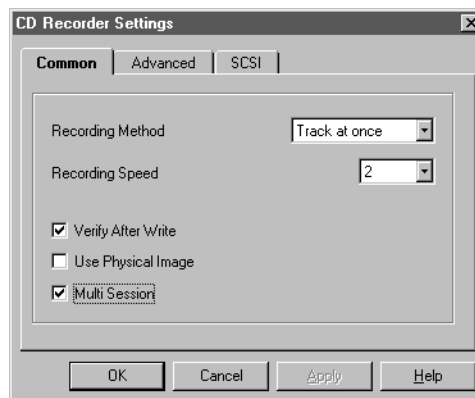 CD Recorder Settings
Common Advanced SCSI
Recording Method Track at once
Recording Speed 2
Verify After Write
Use Physical Image
Multi Session
OK Cancel Apply Help